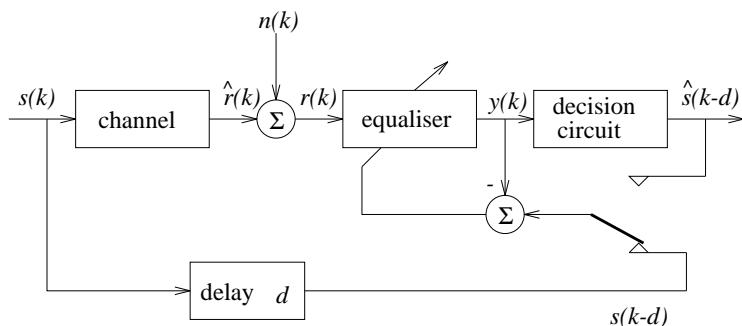 n(k)
s(k)
channel
r̂(k)
Σ
r(k)
equaliser
y(k)
decision
circuit
ŝ(k-d)
-
Σ
delay d
s(k-d)